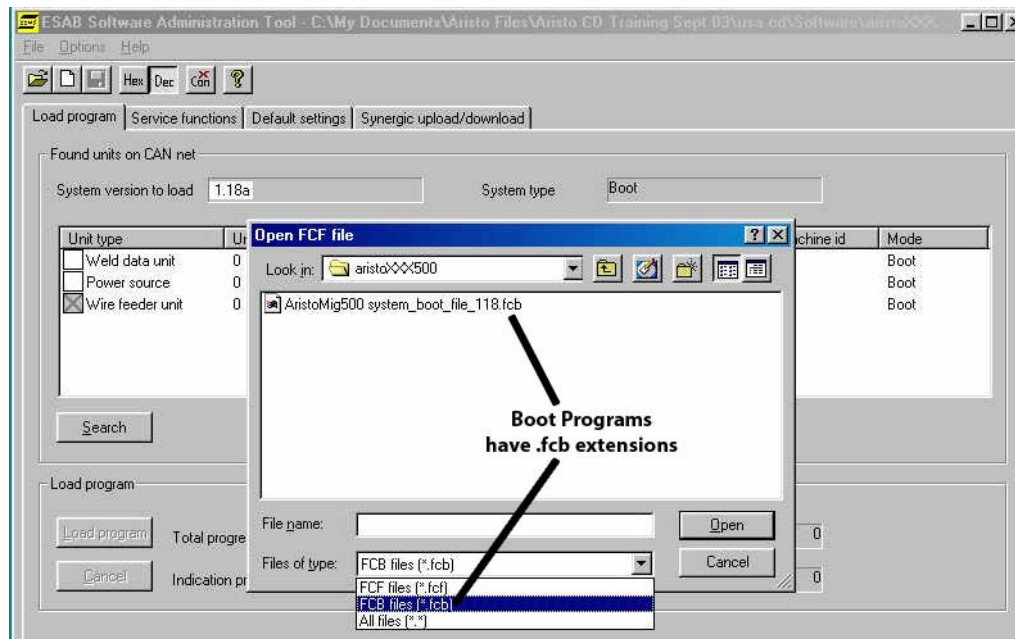 ESAB Software Administration Tool - C:\My Documents\Aristo Files\Aristo CD Training Sept 03\usa cd\Software\aristoXXX...
File Options Help
Hex Dec Can ?
Load program Service functions Default settings Synergic upload/download
Found units on CAN net
System version to load 1.18a System type Boot
Unit type Un chine id Mode
Weld data unit 0 Boot
Power source 0 Boot
Wire feeder unit 0 Boot
Search
Open FCF file
Look in: aristoXXX500
AristoMig500 system_boot_file_118.fcb
Boot Programs
have .fcb extensions
File name: Open
Files of type: FCB files (*.fcb) Cancel
FCF files (*.fcf)
FCB files (*.fcb)
All files (*.*)
Load program
Load program Total progre 0
Cancel Indication pr 0